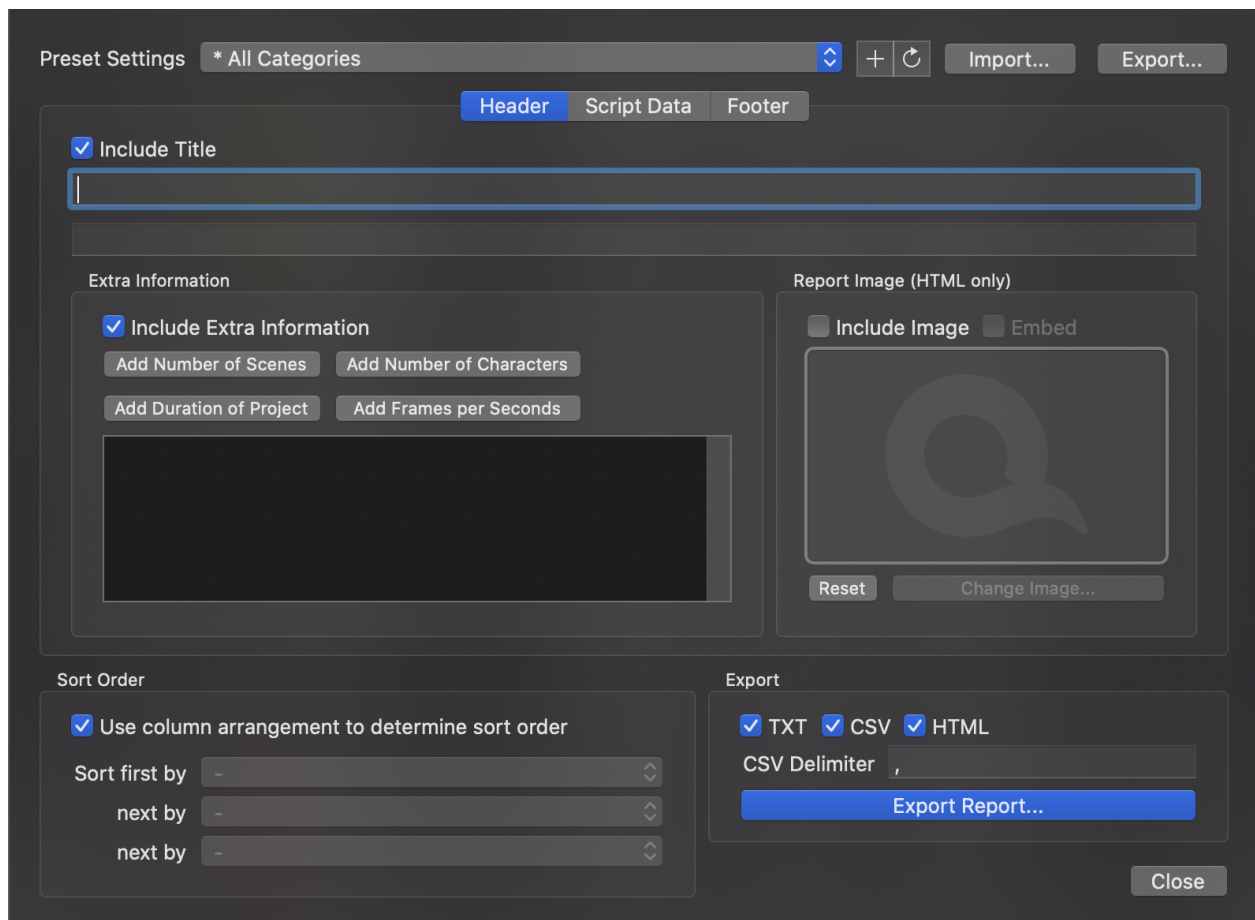 Preset Settings * All Categories Import... Export...
Header Script Data Footer
Include Title
Extra Information
Include Extra Information
Add Number of Scenes Add Number of Characters
Add Duration of Project Add Frames per Seconds
Report Image (HTML only)
Include Image Embed
Reset Change Image...
Sort Order
Use column arrangement to determine sort order
Sort first by -
next by -
next by -
Export
TXT CSV HTML
CSV Delimiter ,
Export Report...
Close